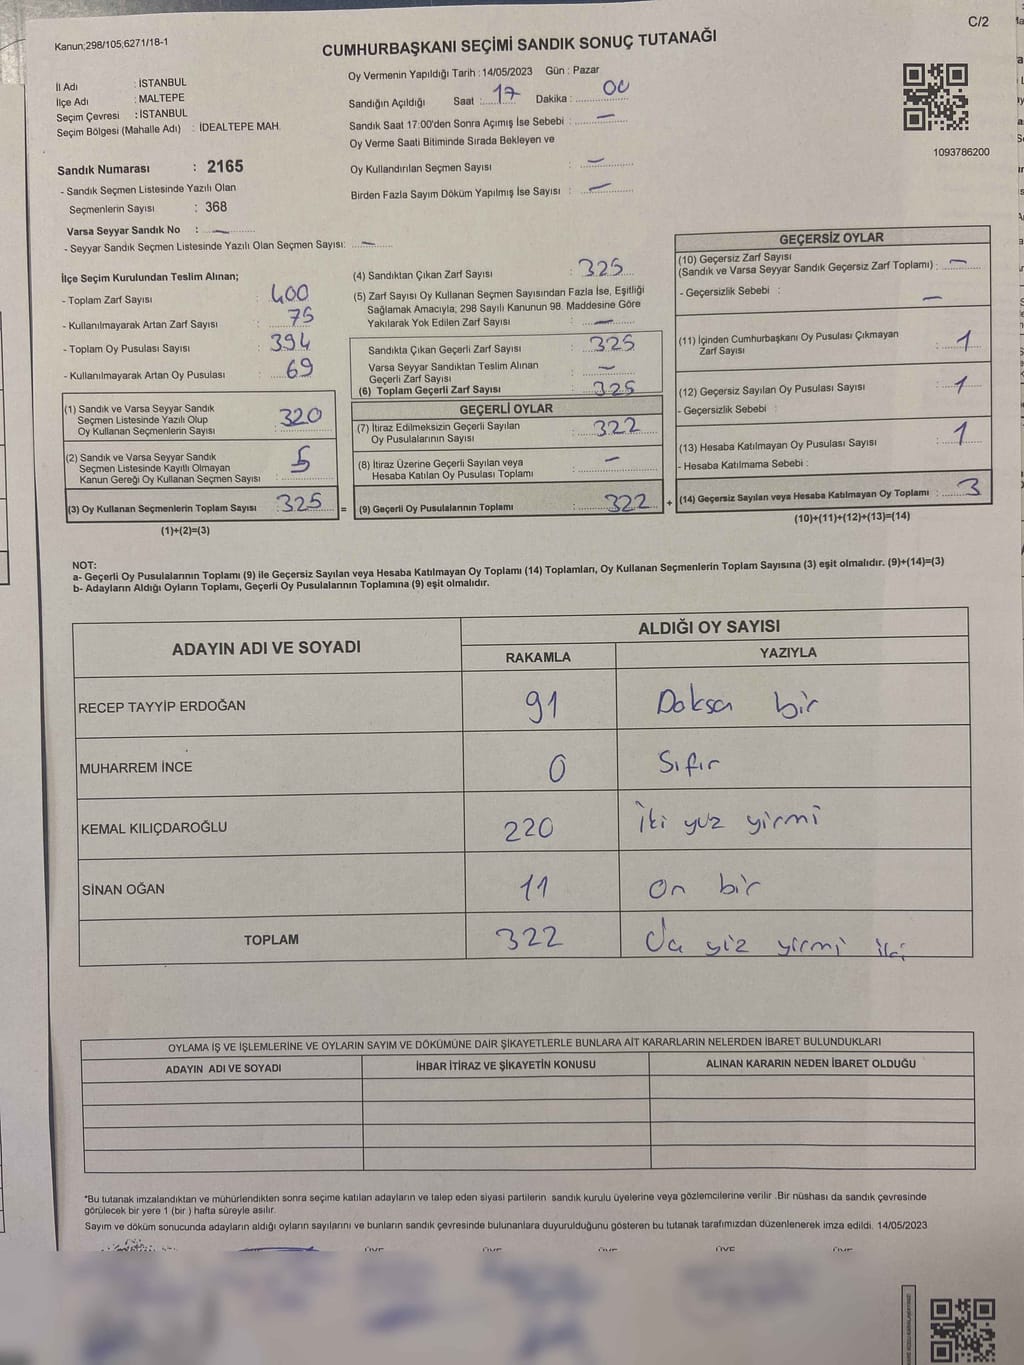 Kanun;298/105;6271/18-1
C/2
CUMHURBAŞKANI SEÇİMİ SANDIK SONUÇ TUTANAĞI
İl Adı : İSTANBUL
İlçe Adı : MALTEPE
Seçim Çevresi : İSTANBUL
Seçim Bölgesi (Mahalle Adı) : İDEALTEPE MAH.
Oy Vermenin Yapıldığı Tarih : 14/05/2023 Gün : Pazar
Sandığın Açıldığı Saat : 17 Dakika : 00
Sandık Saat 17:00'den Sonra Açımış İse Sebebi : —
Oy Verme Saati Bitiminde Sırada Bekleyen ve
Oy Kullandırılan Seçmen Sayısı : —
Birden Fazla Sayım Döküm Yapılmış İse Sayısı : —
1093786200
Sandık Numarası : 2165
- Sandık Seçmen Listesinde Yazılı Olan
Seçmenlerin Sayısı : 368
Varsa Seyyar Sandık No : —
- Seyyar Sandık Seçmen Listesinde Yazılı Olan Seçmen Sayısı: —
İlçe Seçim Kurulundan Teslim Alınan;
- Toplam Zarf Sayısı : 400
- Kullanılmayarak Artan Zarf Sayısı : 75
- Toplam Oy Pusulası Sayısı : 394
- Kullanılmayarak Artan Oy Pusulası : 69
(1) Sandık ve Varsa Seyyar Sandık
Seçmen Listesinde Yazılı Olup
Oy Kullanan Seçmenlerin Sayısı : 320
(2) Sandık ve Varsa Seyyar Sandık
Seçmen Listesinde Kayıtlı Olmayan
Kanun Gereği Oy Kullanan Seçmen Sayısı : 5
(3) Oy Kullanan Seçmenlerin Toplam Sayısı : 325 =
(1)+(2)=(3)
(4) Sandıktan Çıkan Zarf Sayısı : 325
(5) Zarf Sayısı Oy Kullanan Seçmen Sayısından Fazla İse, Eşitliği
Sağlamak Amacıyla, 298 Sayılı Kanunun 98. Maddesine Göre
Yakılarak Yok Edilen Zarf Sayısı : —
Sandıkta Çıkan Geçerli Zarf Sayısı : 325
Varsa Seyyar Sandıktan Teslim Alınan
Geçerli Zarf Sayısı : —
(6) Toplam Geçerli Zarf Sayısı : 325
GEÇERLİ OYLAR
(7) İtiraz Edilmeksizin Geçerli Sayılan
Oy Pusulalarının Sayısı : 322
(8) İtiraz Üzerine Geçerli Sayılan veya
Hesaba Katılan Oy Pusulası Toplamı : —
(9) Geçerli Oy Pusulalarının Toplamı : 322 +
GEÇERSİZ OYLAR
(10) Geçersiz Zarf Sayısı
(Sandık ve Varsa Seyyar Sandık Geçersiz Zarf Toplamı) : —
- Geçersizlik Sebebi : —
(11) İçinden Cumhurbaşkanı Oy Pusulası Çıkmayan
Zarf Sayısı : 1
(12) Geçersiz Sayılan Oy Pusulası Sayısı : 1
- Geçersizlik Sebebi :
(13) Hesaba Katılmayan Oy Pusulası Sayısı : 1
- Hesaba Katılmama Sebebi :
(14) Geçersiz Sayılan veya Hesaba Katılmayan Oy Toplamı : 3
(10)+(11)+(12)+(13)=(14)
NOT:
a- Geçerli Oy Pusulalarının Toplamı (9) ile Geçersiz Sayılan veya Hesaba Katılmayan Oy Toplamı (14) Toplamları, Oy Kullanan Seçmenlerin Toplam Sayısına (3) eşit olmalıdır. (9)+(14)=(3)
b- Adayların Aldığı Oyların Toplamı, Geçerli Oy Pusulalarının Toplamına (9) eşit olmalıdır.
ADAYIN ADI VE SOYADI
ALDIĞI OY SAYISI
RAKAMLA YAZIYLA
RECEP TAYYİP ERDOĞAN 91 Doksa bir
MUHARREM İNCE 0 Sıfır
KEMAL KILIÇDAROĞLU 220 iki yuz yirmi
SİNAN OĞAN 11 on bir
TOPLAM 322 yiz yirmi iki
OYLAMA İŞ VE İŞLEMLERİNE VE OYLARIN SAYIM VE DÖKÜMÜNE DAİR ŞİKAYETLERLE BUNLARA AİT KARARLARIN NELERDEN İBARET BULUNDUKLARI
ADAYIN ADI VE SOYADI İHBAR İTİRAZ VE ŞİKAYETİN KONUSU ALINAN KARARIN NEDEN İBARET OLDUĞU
*Bu tutanak imzalandıktan ve mühürlendikten sonra seçime katılan adayların ve talep eden siyasi partilerin sandık kurulu üyelerine veya gözlemcilerine verilir .Bir nüshası da sandık çevresinde
görülecek bir yere 1 (bir ) hafta süreyle asılır.
Sayım ve döküm sonucunda adayların aldığı oyların sayılarını ve bunların sandık çevresinde bulunanlara duyurulduğunu gösteren bu tutanak tarafımızdan düzenlenerek imza edildi. 14/05/2023